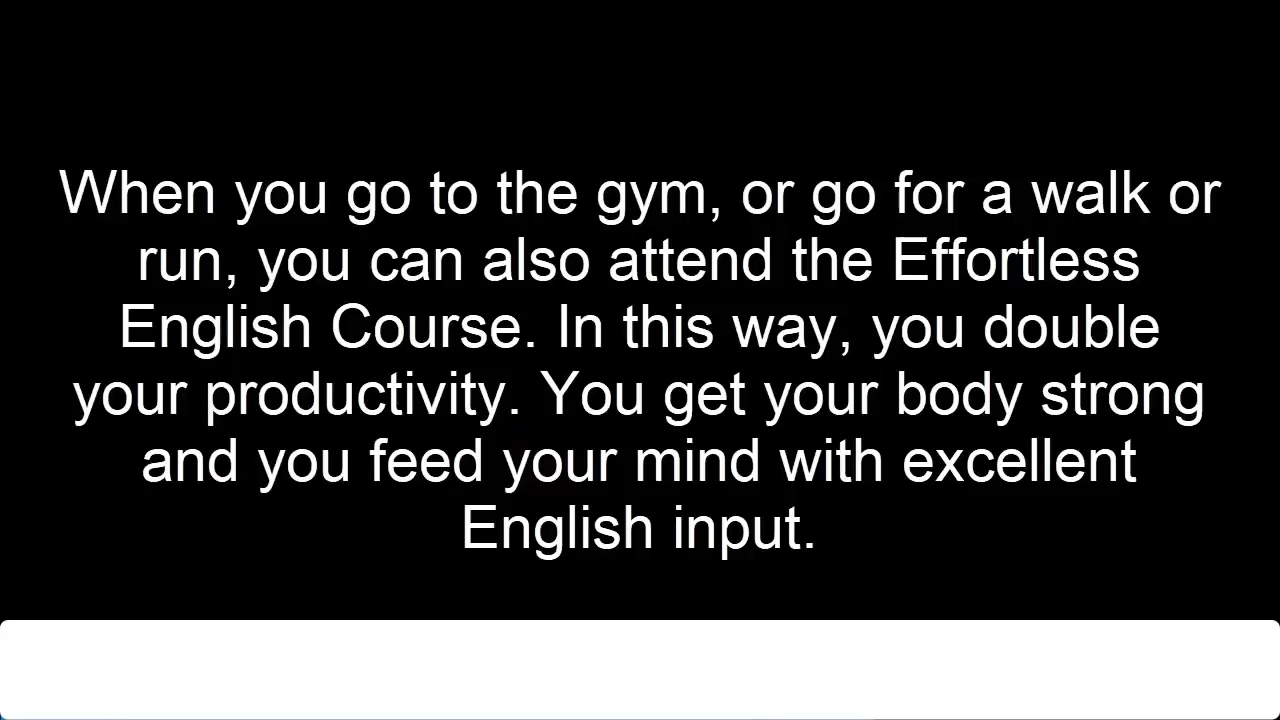 When you go to the gym, or go for a walk or
run, you can also attend the Effortless
English Course. In this way, you double
your productivity. You get your body strong
and you feed your mind with excellent
English input.